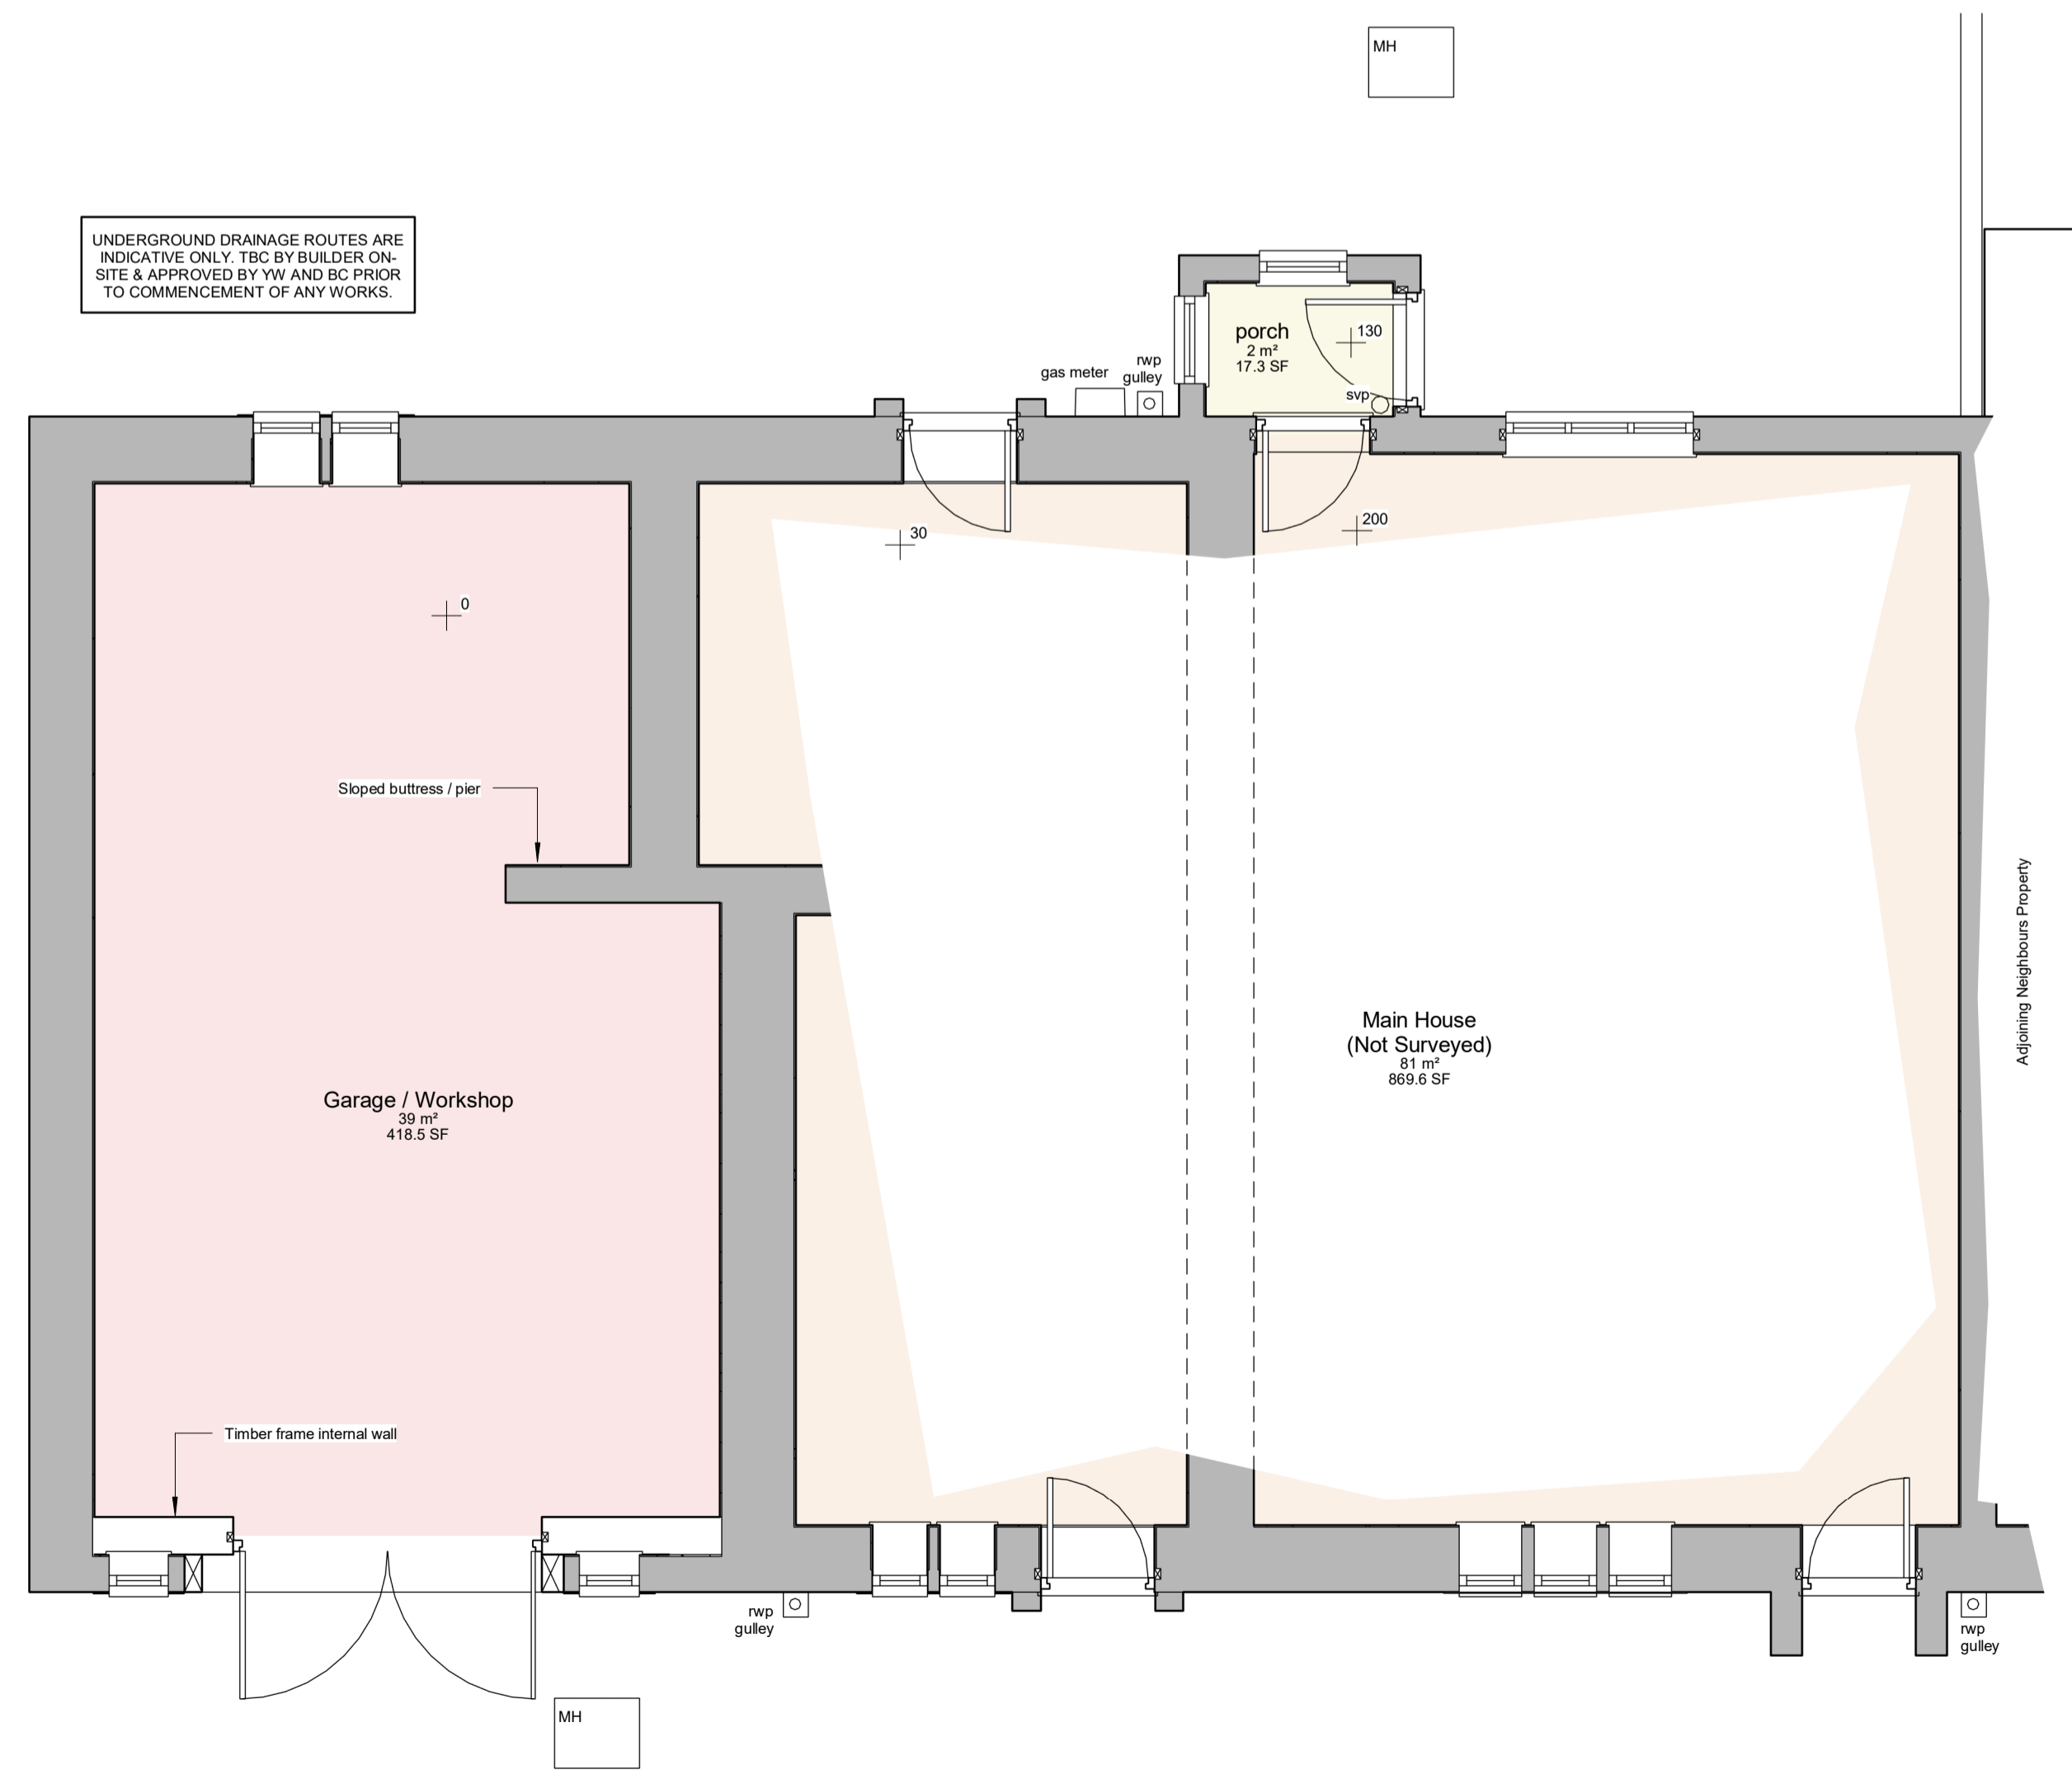 MH
UNDERGROUND DRAINAGE ROUTES ARE
INDICATIVE ONLY. TBC BY BUILDER ON-
SITE & APPROVED BY YW AND BC PRIOR
TO COMMENCEMENT OF ANY WORKS.
porch
2 m²
17.3 SF
130
svp
rwp
gulley
gas meter
30
200
0
Sloped buttress / pier
Main House
(Not Surveyed)
81 m²
869.6 SF
Adjoining Neighbours Property
Garage / Workshop
39 m²
418.5 SF
Timber frame internal wall
rwp
gulley
rwp
gulley
MH